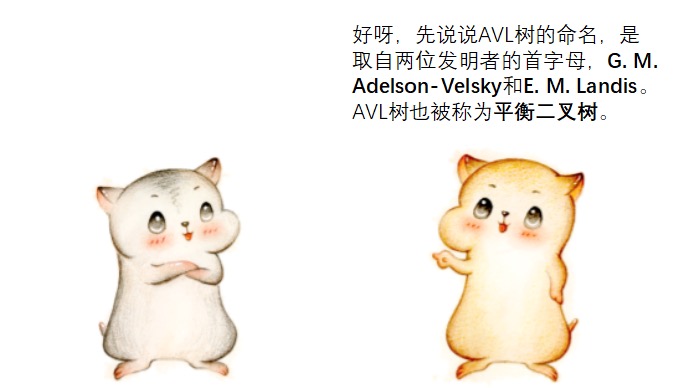 好呀，先说说AVL树的命名，是
取自两位发明者的首字母，G. M.
Adelson-Velsky和E. M. Landis。
AVL树也被称为平衡二叉树。